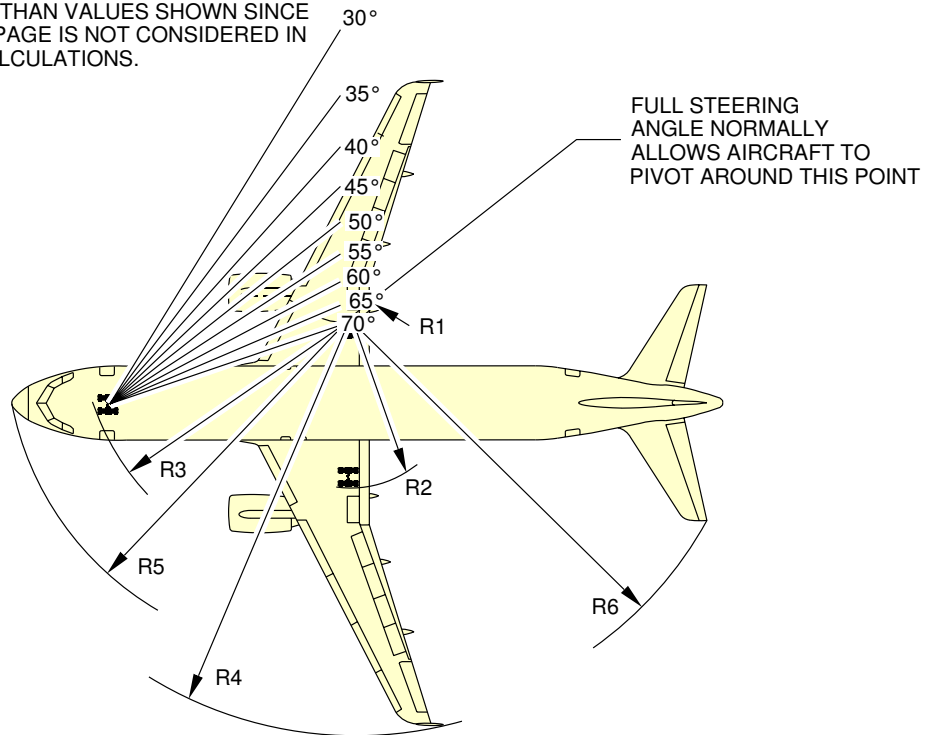 THAN VALUES SHOWN SINCE
PAGE IS NOT CONSIDERED IN
LCULATIONS.
30°
35°
40°
45°
50°
55°
60°
65°
70°
FULL STEERING
ANGLE NORMALLY
ALLOWS AIRCRAFT TO
PIVOT AROUND THIS POINT
R1
R3
R2
R5
R6
R4